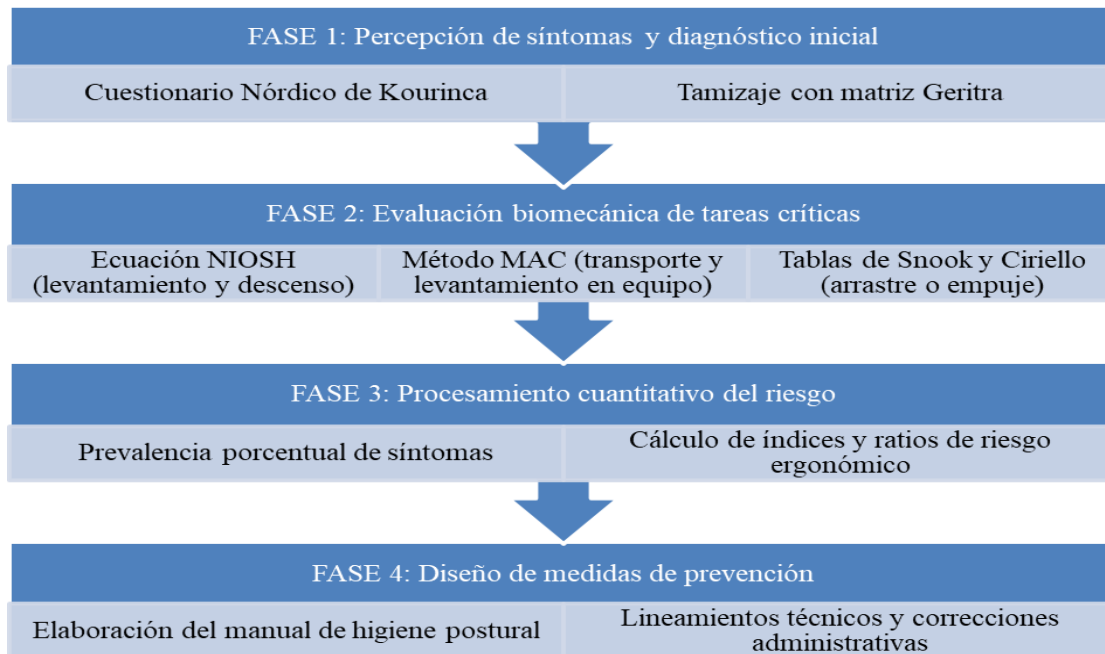 FASE 1: Percepción de síntomas y diagnóstico inicial
Cuestionario Nórdico de Kourinca
Tamizaje con matriz Geritra
FASE 2: Evaluación biomecánica de tareas críticas
Ecuación NIOSH
(levantamiento y descenso)
Método MAC (transporte y
levantamiento en equipo)
Tablas de Snook y Ciriello
(arrastre o empuje)
FASE 3: Procesamiento cuantitativo del riesgo
Prevalencia porcentual de síntomas
Cálculo de índices y ratios de riesgo
ergonómico
FASE 4: Diseño de medidas de prevención
Elaboración del manual de higiene postural
Lineamientos técnicos y correcciones
administrativas